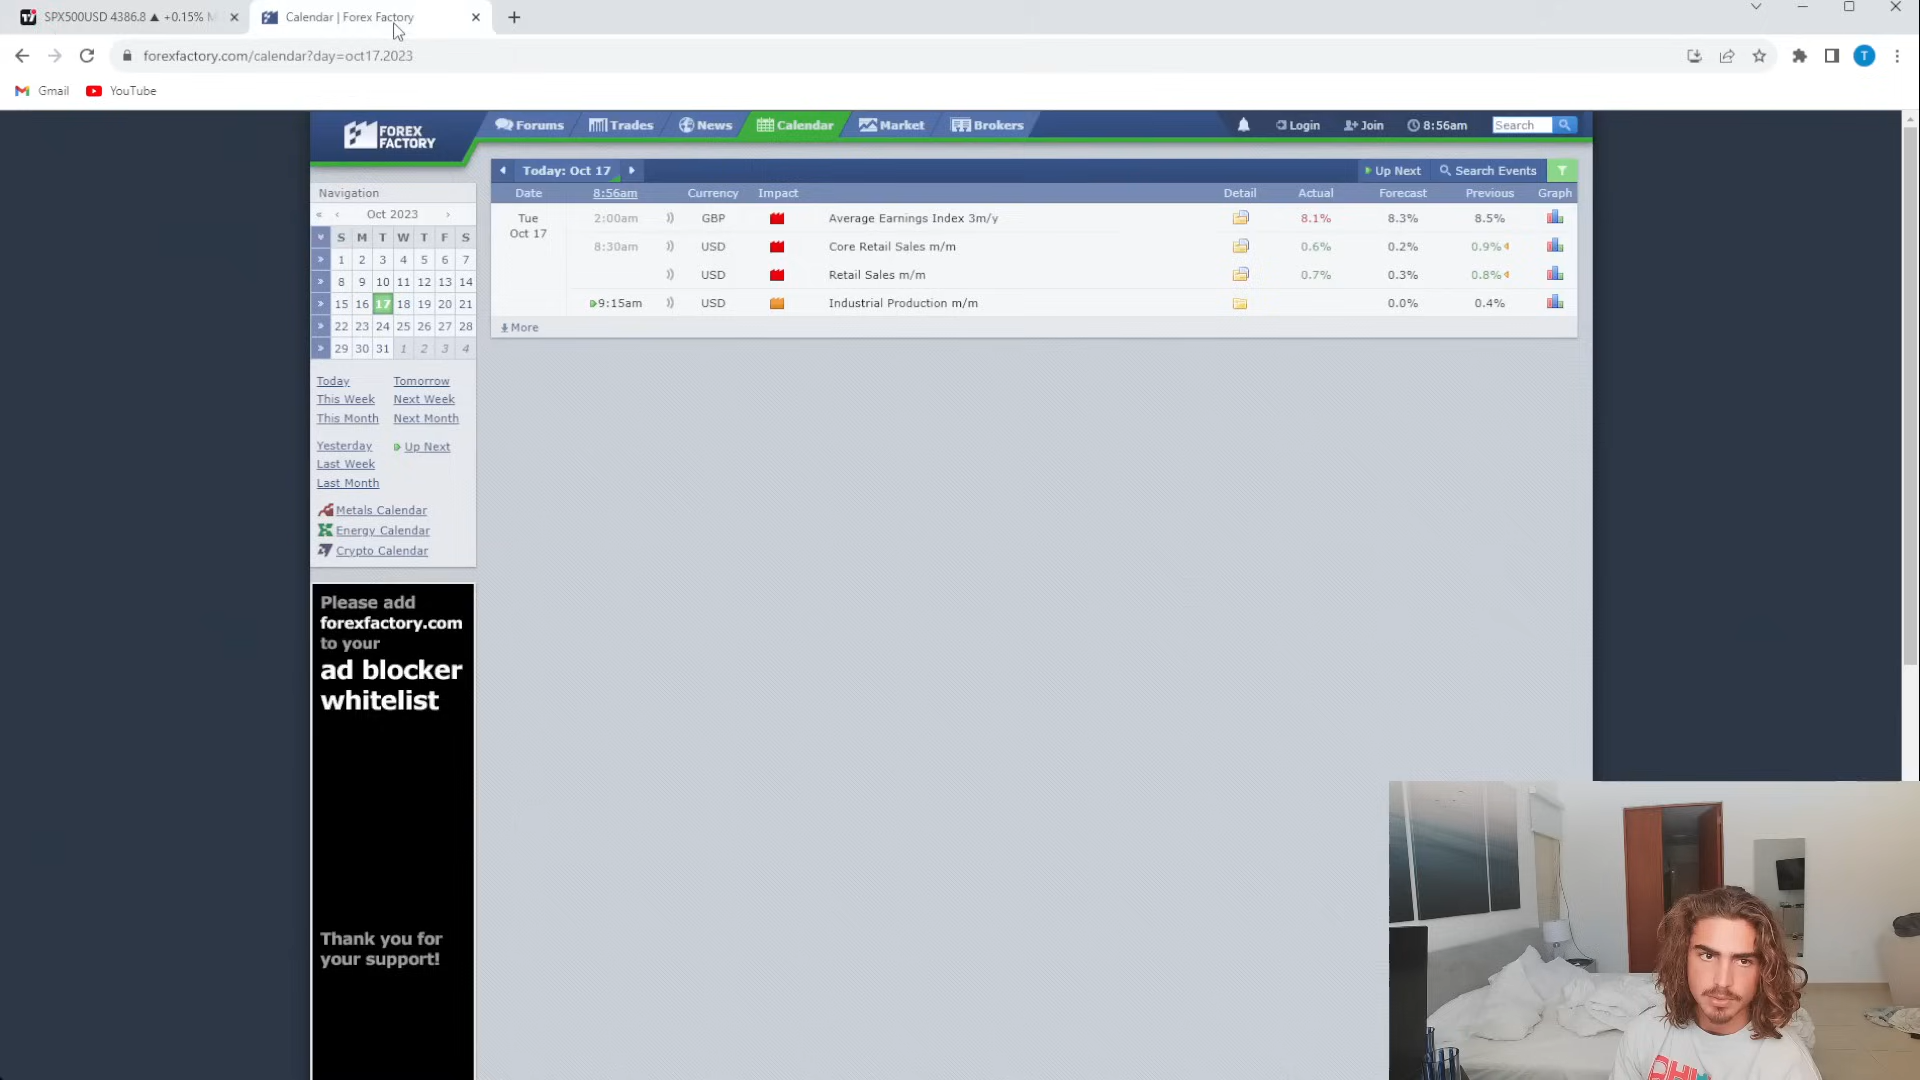 SPX500USD 4386.8 ▲ +0.15%
Calendar | Forex Factory
forexfactory.com/calendar?day=oct17.2023
T
Gmail
YouTube
FOREX
FACTORY
Forums
Trades
News
Calendar
Market
Brokers
Login
Join
8:56am
Search
Navigation
« ‹ Oct 2023 ›
S M T W T F S
1 2 3 4 5 6 7
8 9 10 11 12 13 14
15 16 17 18 19 20 21
22 23 24 25 26 27 28
29 30 31 1 2 3 4
Today Tomorrow
This Week Next Week
This Month Next Month
Yesterday Up Next
Last Week
Last Month
Metals Calendar
Energy Calendar
Crypto Calendar
Please add
forexfactory.com
to your
ad blocker
whitelist
Thank you for
your support!
Today: Oct 17
Up Next
Search Events
Date 8:56am Currency Impact Detail Actual Forecast Previous Graph
Tue 2:00am GBP Average Earnings Index 3m/y 8.1% 8.3% 8.5%
Oct 17
8:30am USD Core Retail Sales m/m 0.6% 0.2% 0.9%
USD Retail Sales m/m 0.7% 0.3% 0.8%
9:15am USD Industrial Production m/m 0.0% 0.4%
More